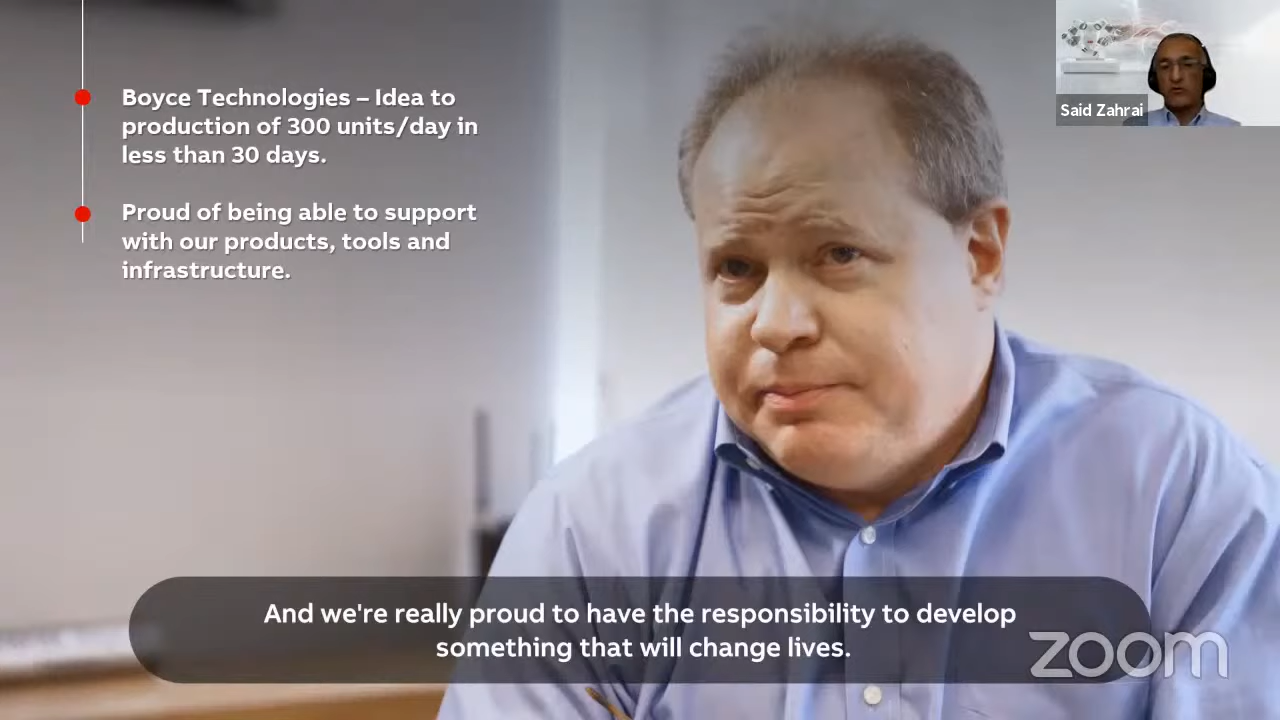 Boyce Technologies – Idea to
production of 300 units/day in
less than 30 days.
Proud of being able to support
with our products, tools and
infrastructure.
Said Zahrai
And we're really proud to have the responsibility to develop
something that will change lives.
zoom